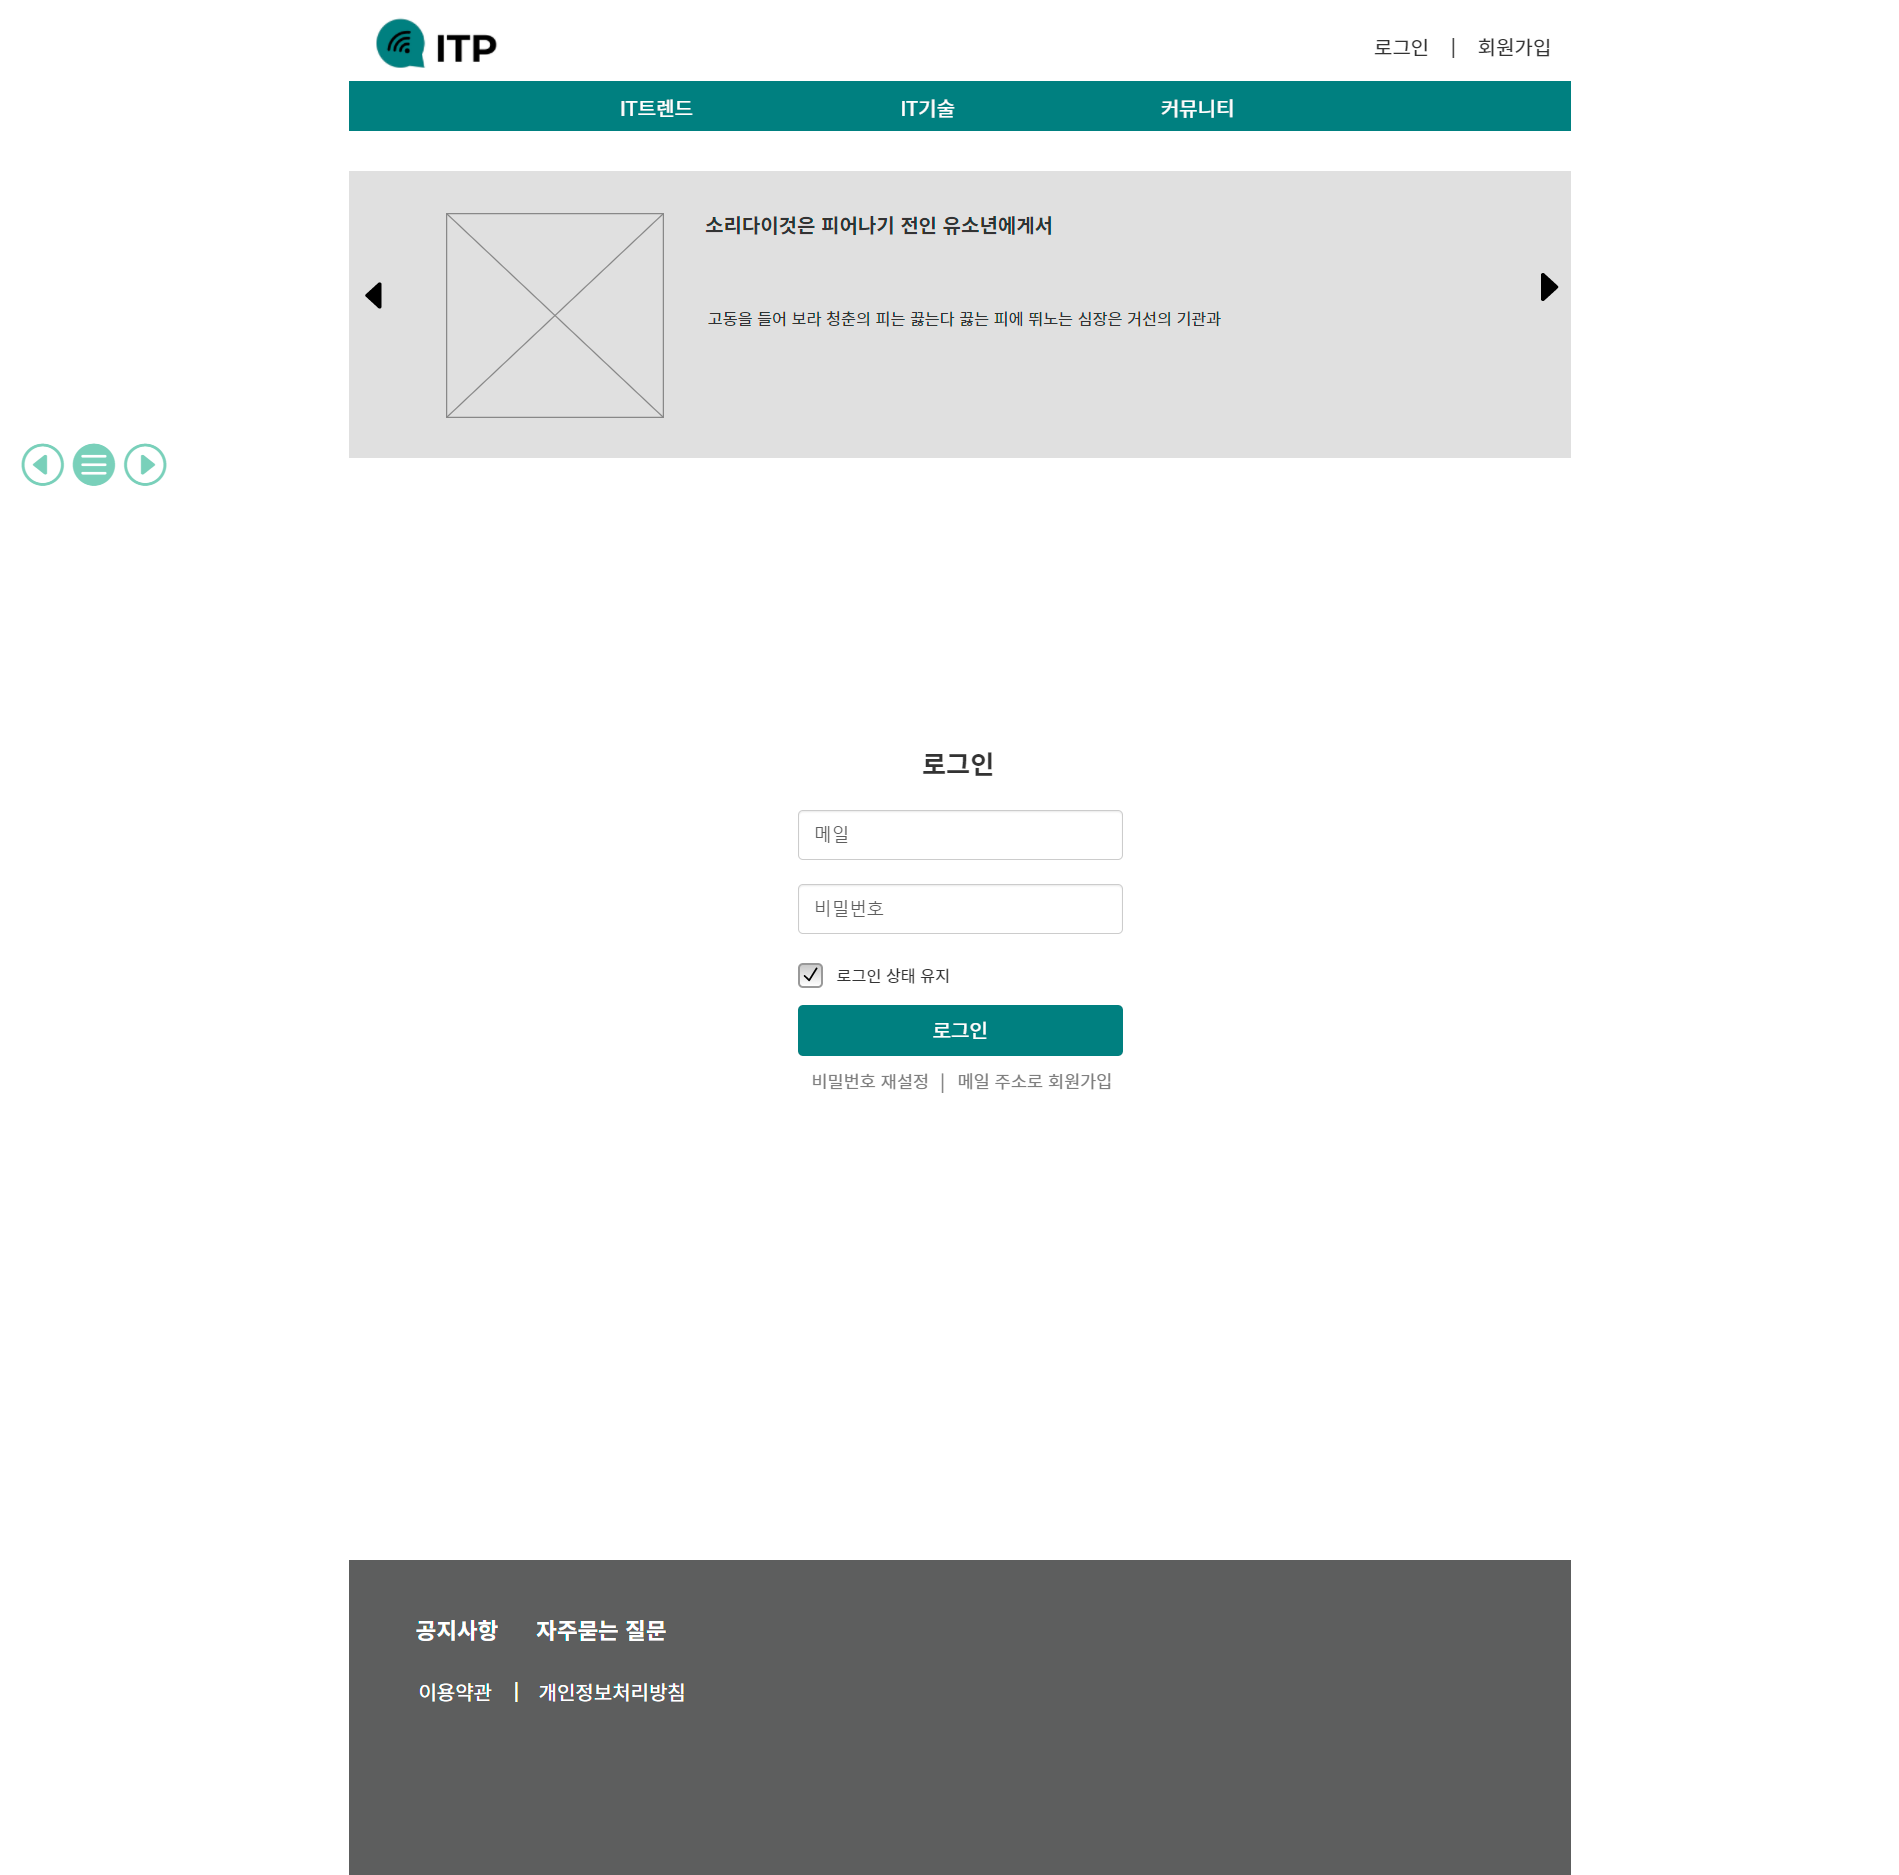 ITP
로그인 | 회원가입
IT트렌드 IT기술 커뮤니티
소리다이것은 피어나기 전인 유소년에게서
고동을 들어 보라 청춘의 피는 끓는다 끓는 피에 뛰노는 심장은 거선의 기관과
로그인
메일
비밀번호
로그인 상태 유지
로그인
비밀번호 재설정 | 메일 주소로 회원가입
공지사항 자주묻는 질문
이용약관 | 개인정보처리방침